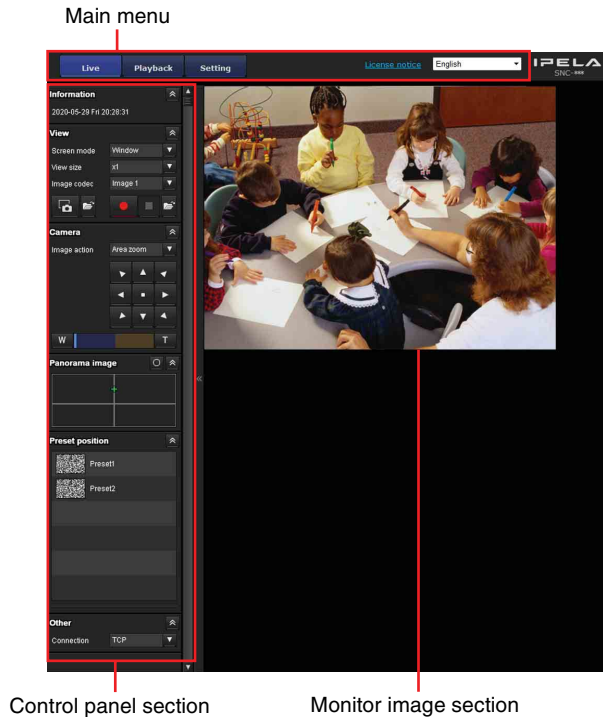 Main menu
Live Playback Setting License notice English IPELA
SNC-
Information
2020-05-29 Fri 20:28:31
View
Screen mode Window
View size x1
Image codec Image 1
Camera
Image action Area zoom
W T
Panorama image
Preset position
Preset1
Preset2
Other
Connection TCP
Control panel section Monitor image section